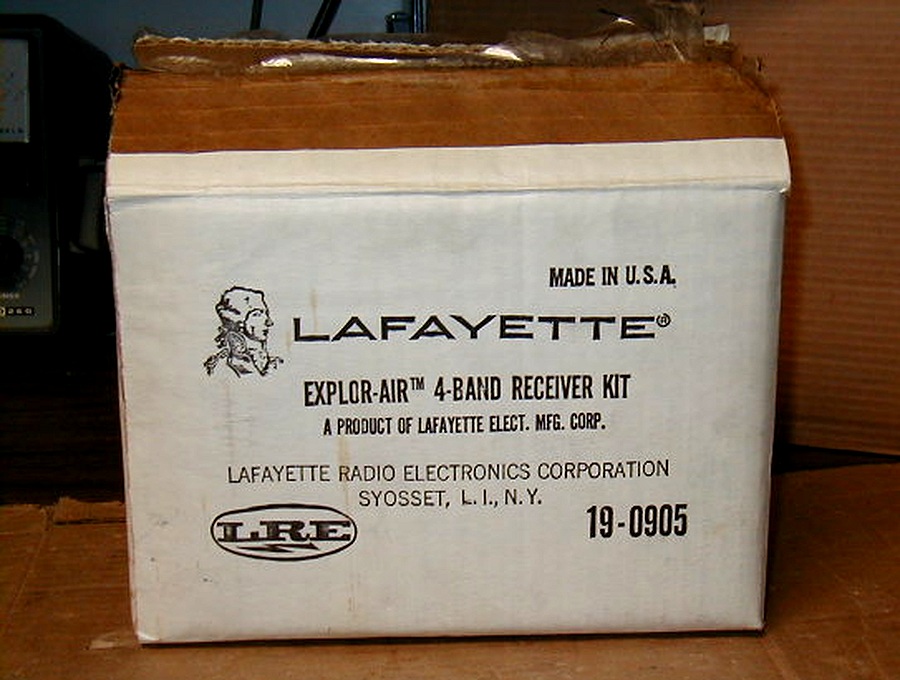 MADE IN U.S.A.
LAFAYETTE®
EXPLOR-AIR™ 4-BAND RECEIVER KIT
A PRODUCT OF LAFAYETTE ELECT. MFG. CORP.
LAFAYETTE RADIO ELECTRONICS CORPORATION
SYOSSET, L.I., N.Y.
LRE
19-0905
260